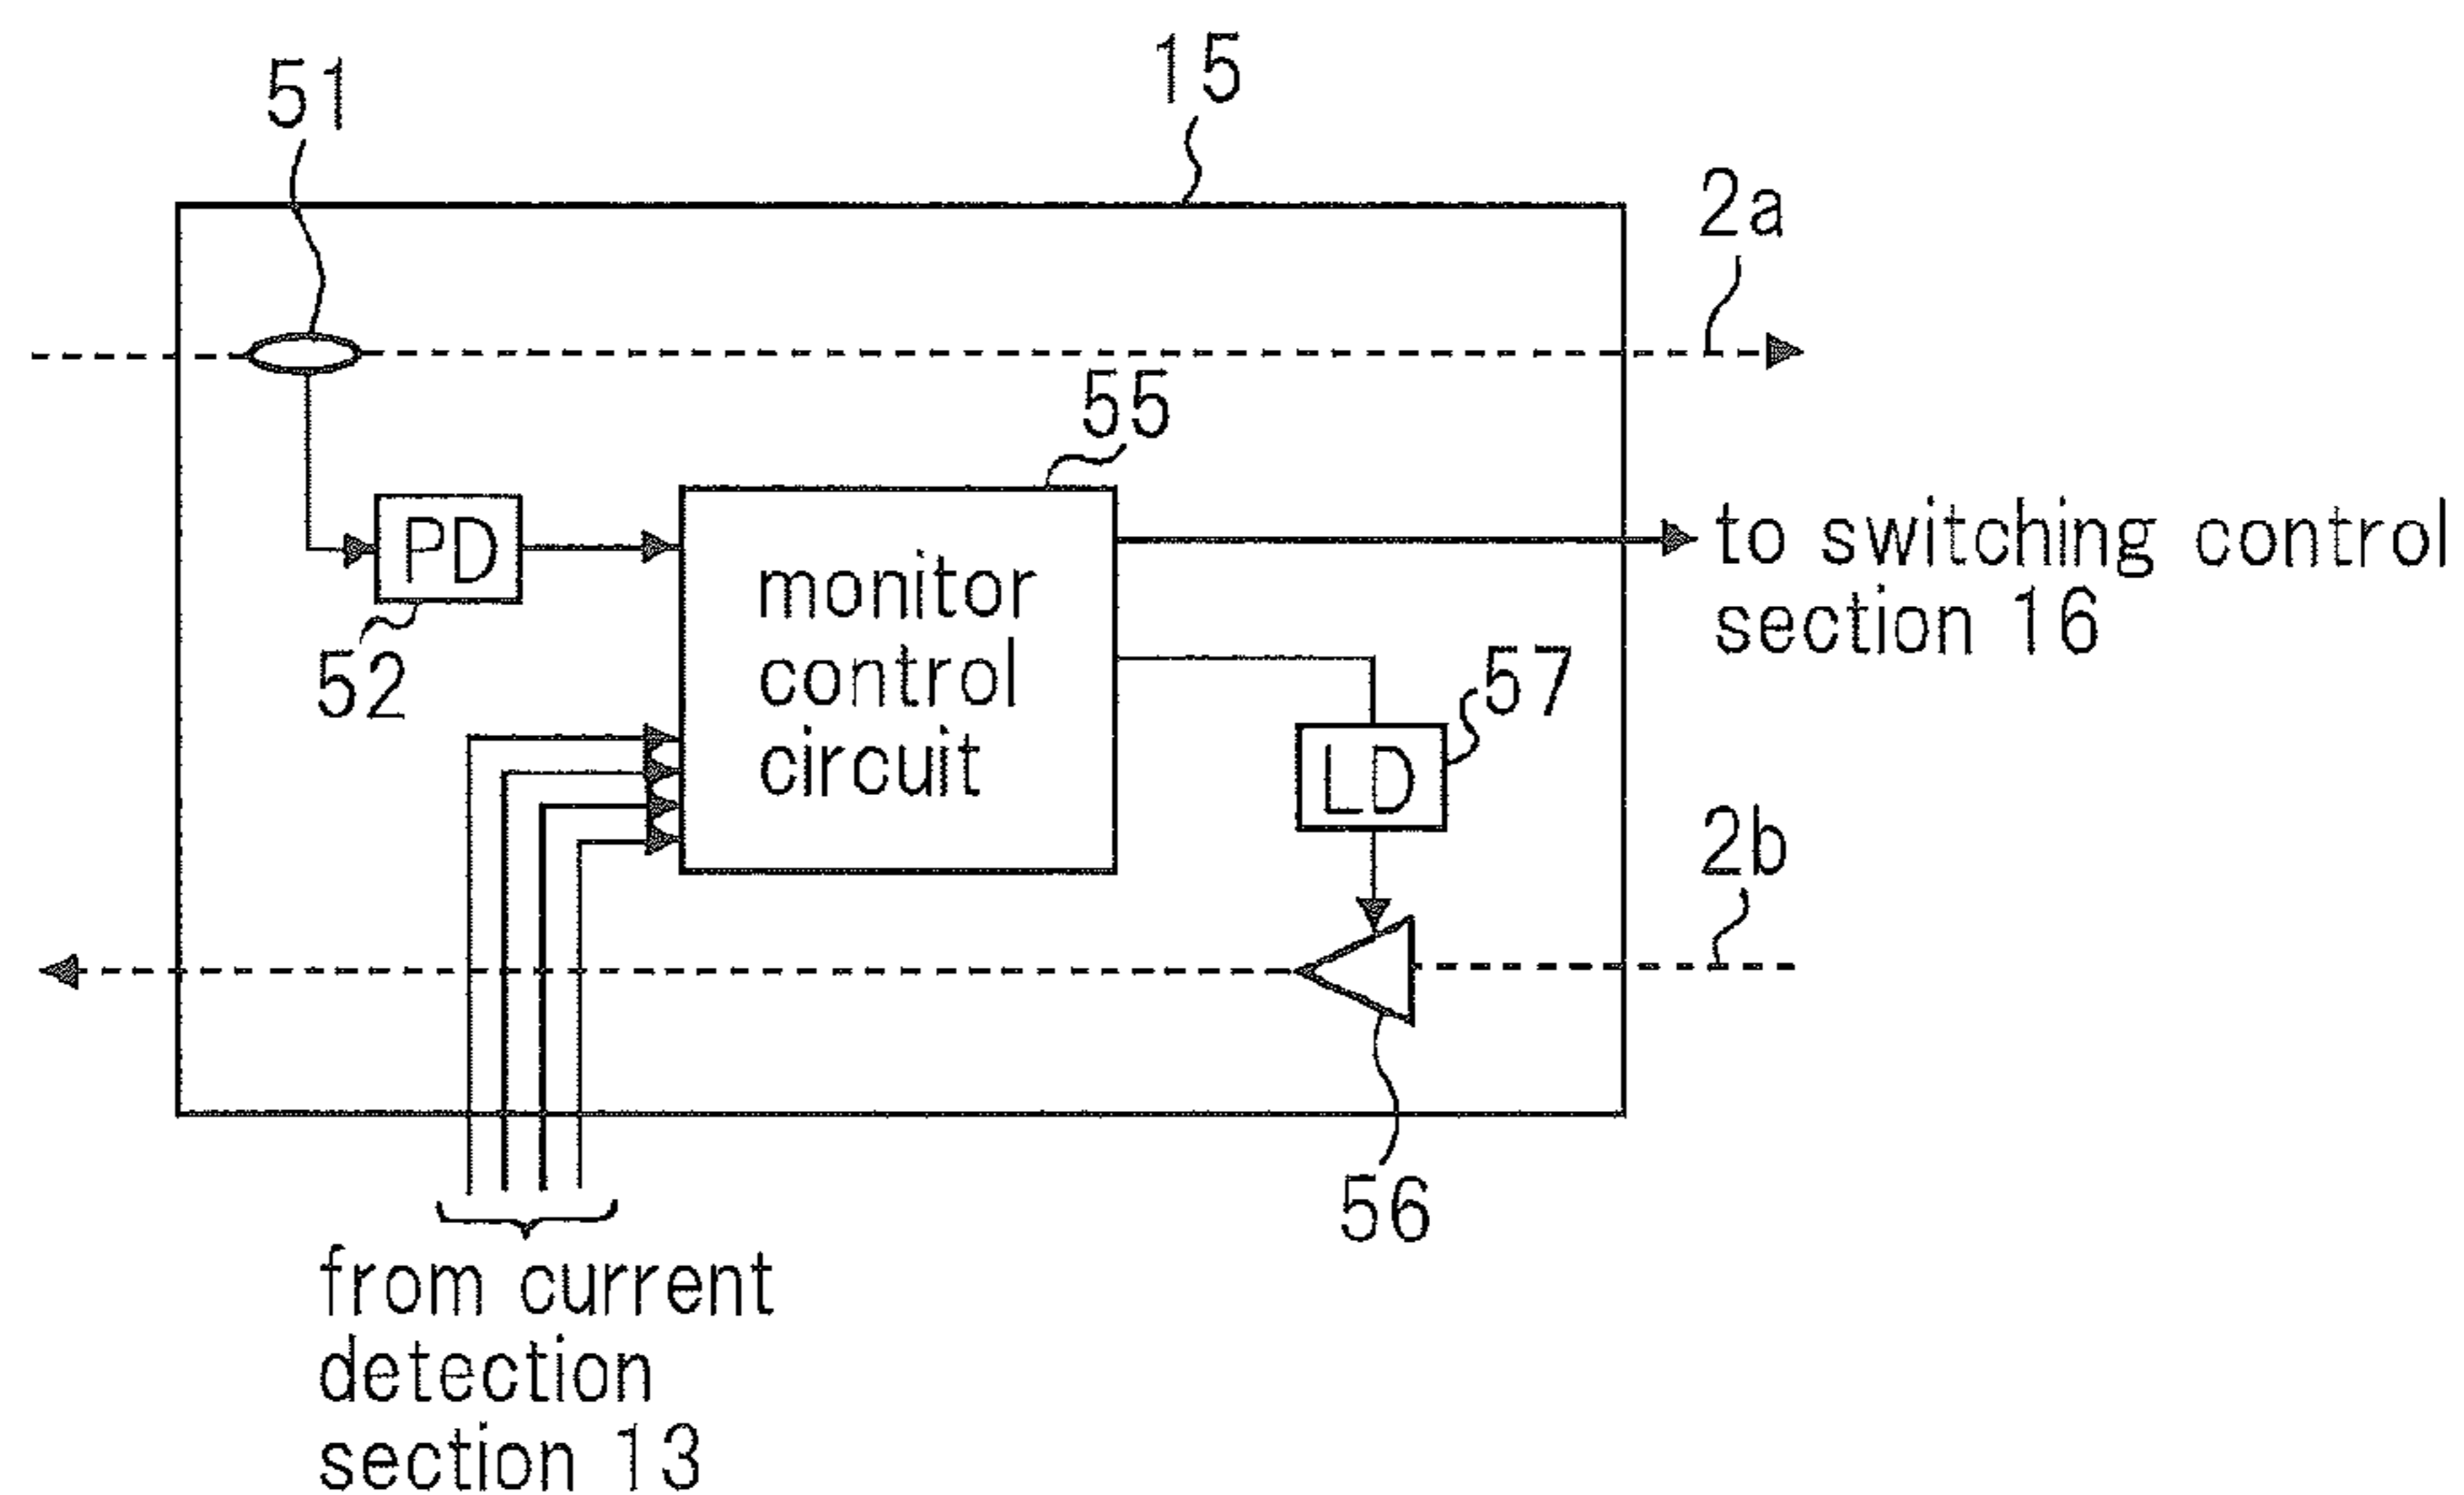 51
15
2a
55
PD
52
monitor
control
circuit
to switching control
section 16
57
LD
2b
56
from current
detection
section 13